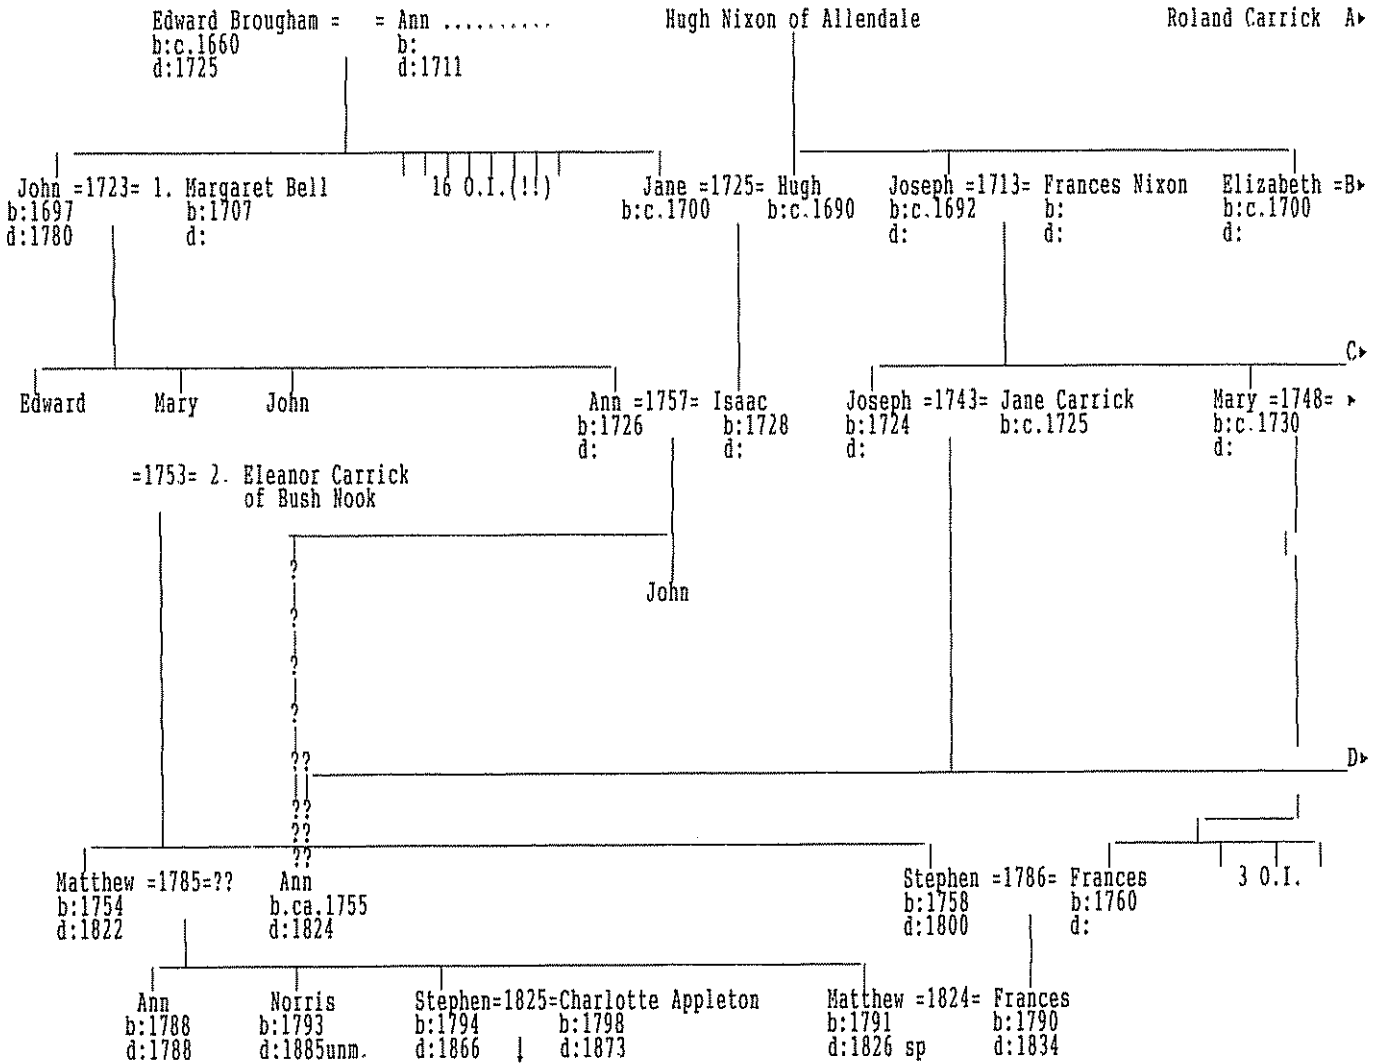 Edward Brougham = = Ann .......... Hugh Nixon of Allendale Roland Carrick A▸
b:c.1660 b:
d:1725 d:1711
16 O.I.(!!)
John =1723= 1. Margaret Bell Jane =1725= Hugh Joseph =1713= Frances Nixon Elizabeth =B▸
b:1697 b:1707 b:c.1700 b:c.1690 b:c.1692 b: b:c.1700
d:1780 d: d: d: d:
C▸
Edward Mary John Ann =1757= Isaac Joseph =1743= Jane Carrick Mary =1748= ▸
b:1726 b:1728 b:1724 b:c.1725 b:c.1730
d: d: d: d:
=1753= 2. Eleanor Carrick
of Bush Nook
?
John
?
?
?
?? D▸
??
??
??
3 O.I.
Matthew =1785=?? Ann Stephen =1786= Frances
b:1754 b.ca.1755 b:1758 b:1760
d:1822 d:1824 d:1800 d:
Ann Norris Stephen=1825=Charlotte Appleton Matthew =1824= Frances
b:1788 b:1793 b:1794 b:1798 b:1791 b:1790
d:1788 d:1885unm. d:1866 ↓ d:1873 d:1826 sp d:1834